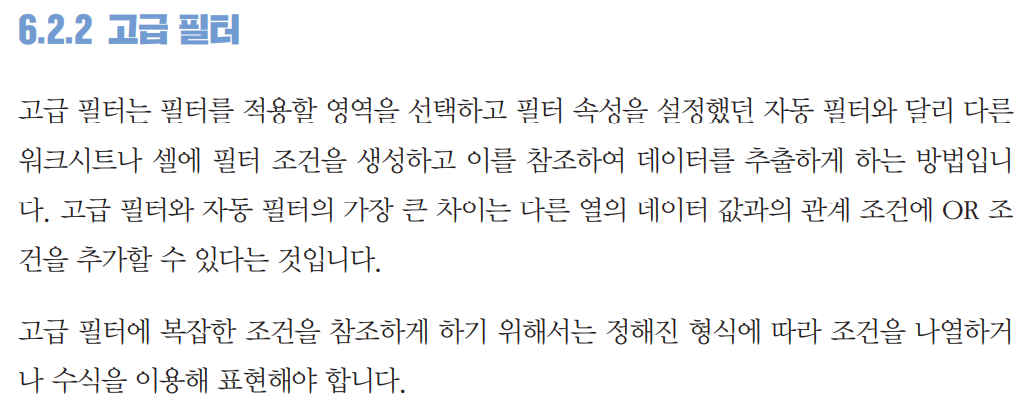 6.2.2 고급 필터
고급 필터는 필터를 적용할 영역을 선택하고 필터 속성을 설정했던 자동 필터와 달리 다른
워크시트나 셀에 필터 조건을 생성하고 이를 참조하여 데이터를 추출하게 하는 방법입니
다. 고급 필터와 자동 필터의 가장 큰 차이는 다른 열의 데이터 값과의 관계 조건에 OR 조
건을 추가할 수 있다는 것입니다.
고급 필터에 복잡한 조건을 참조하게 하기 위해서는 정해진 형식에 따라 조건을 나열하거
나 수식을 이용해 표현해야 합니다.